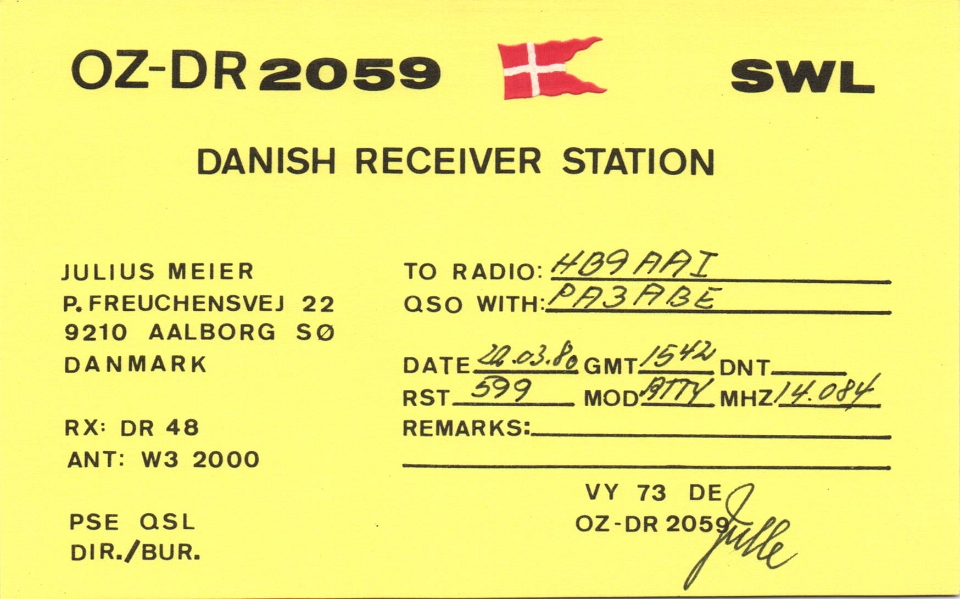 OZ-DR 2059 SWL
DANISH RECEIVER STATION
JULIUS MEIER
P. FREUCHENSVEJ 22
9210 AALBORG SØ
DANMARK
RX: DR 48
ANT: W3 2000
PSE QSL
DIR./BUR.
TO RADIO: HB9AAI
QSO WITH: PA3ABE
DATE 22.03.80 GMT 1542 DNT
RST 599 MOD RTTY MHZ 14.084
REMARKS:
VY 73 DE
OZ-DR 2059 Julle